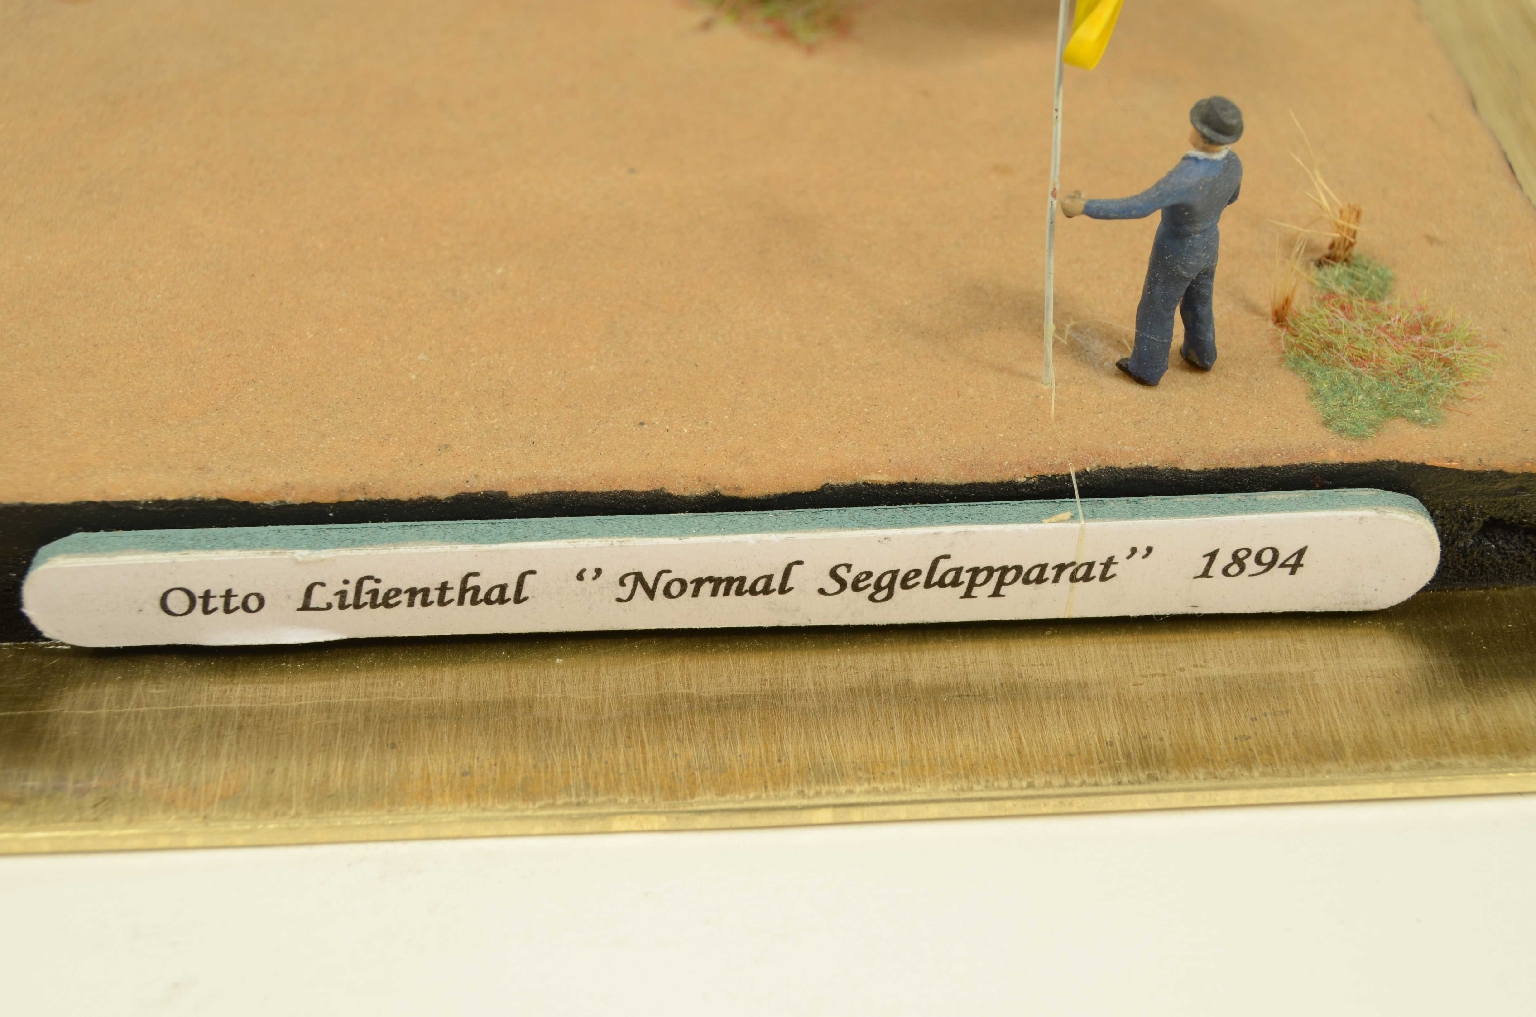 Otto Lilienthal “Normal Segelapparat” 1894